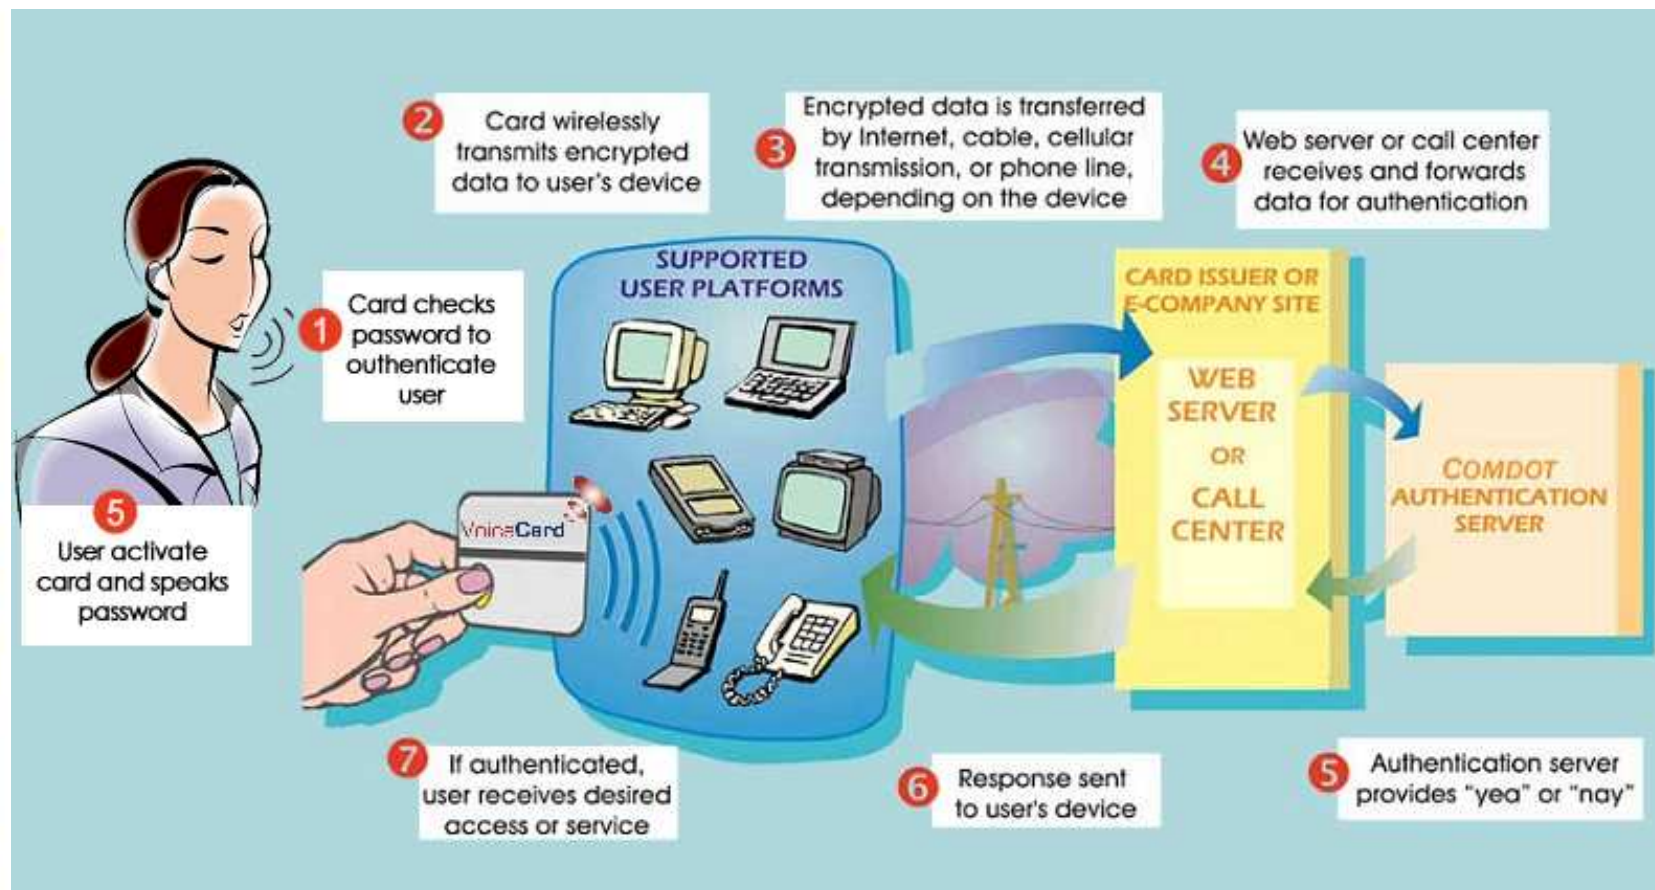 2
Card wirelessly
transmits encrypted
data to user's device
3
Encrypted data is transferred
by Internet, cable, cellular
transmission, or phone line,
depending on the device
4
Web server or call center
receives and forwards
data for authentication
1
Card checks
password to
outhenticate
user
SUPPORTED
USER PLATFORMS
CARD ISSUER OR
E-COMPANY SITE
WEB
SERVER
OR
CALL
CENTER
COMDOT
AUTHENTICATION
SERVER
5
User activate
card and speaks
password
7
If authenticated,
user receives desired
access or service
6
Response sent
to user's device
5
Authentication server
provides "yea" or "nay"